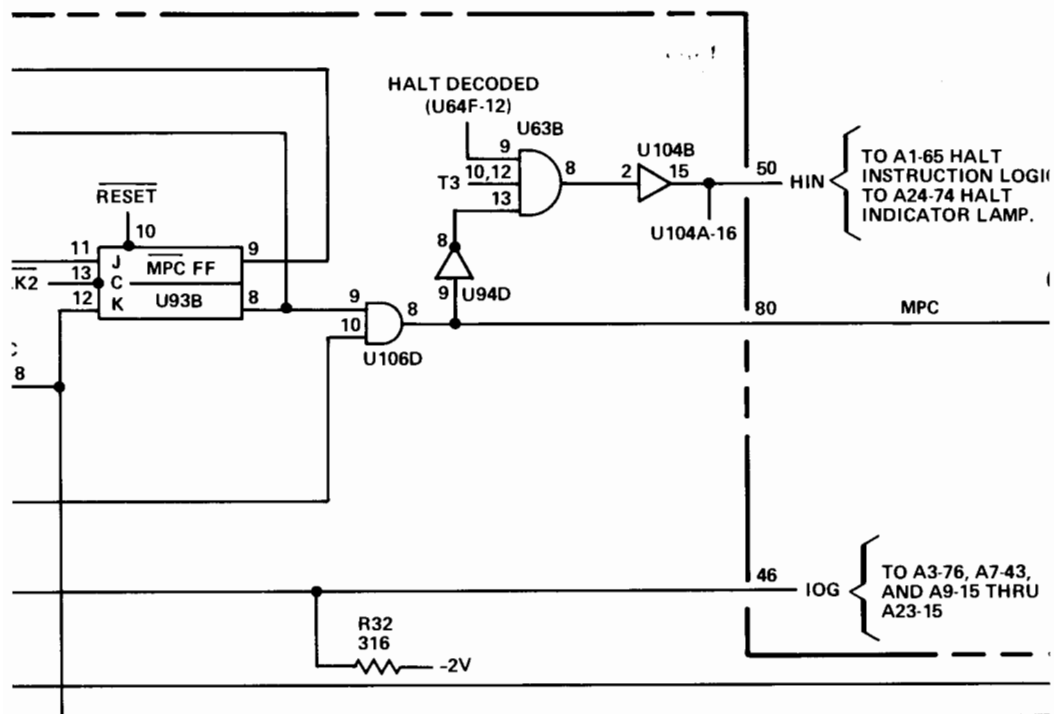 HALT DECODED
(U64F-12)
U63B
9
10,12
T3
13
8
U104B
2
15
50
HIN
TO A1-65 HALT
INSTRUCTION LOGI
TO A24-74 HALT
INDICATOR LAMP.
U104A-16
RESET
10
11
J
MPC FF
9
.K2
13
C
12
K
U93B
8
8
9
U94D
9
10
8
U106D
80
MPC
8
46
IOG
TO A3-76, A7-43,
AND A9-15 THRU
A23-15
R32
316
-2V